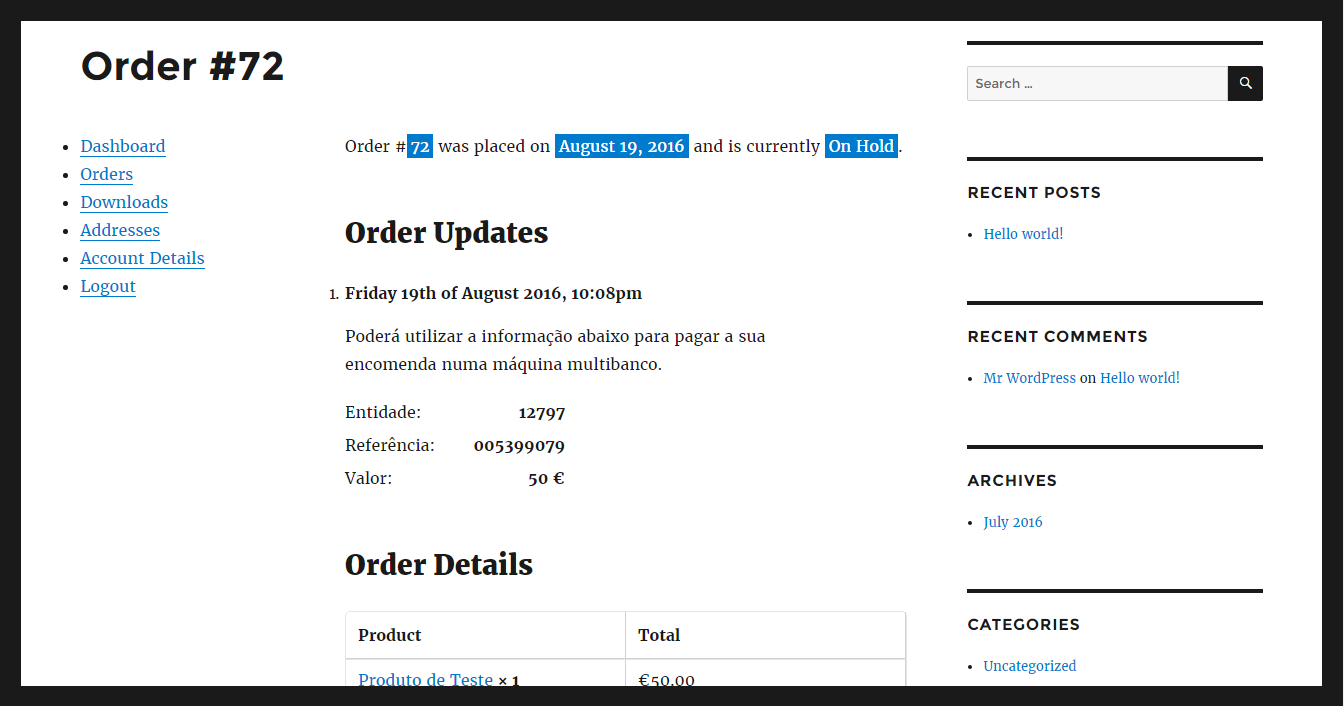 Order #72
Dashboard
Orders
Downloads
Addresses
Account Details
Logout
Order #72 was placed on August 19, 2016 and is currently On Hold.
Order Updates
1. Friday 19th of August 2016, 10:08pm
Poderá utilizar a informação abaixo para pagar a sua
encomenda numa máquina multibanco.
Entidade: 12797
Referência: 005399079
Valor: 50 €
Order Details
Product Total
Produto de Teste × 1 €50.00
Search …
RECENT POSTS
Hello world!
RECENT COMMENTS
Mr WordPress on Hello world!
ARCHIVES
July 2016
CATEGORIES
Uncategorized